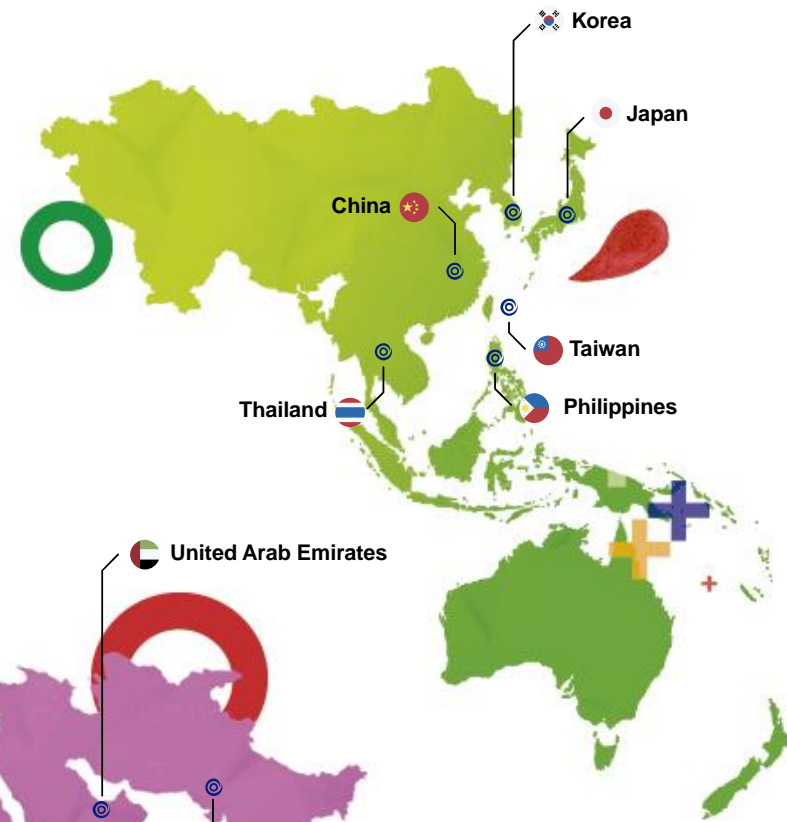 Korea
Japan
China
Taiwan
Thailand
Philippines
United Arab Emirates